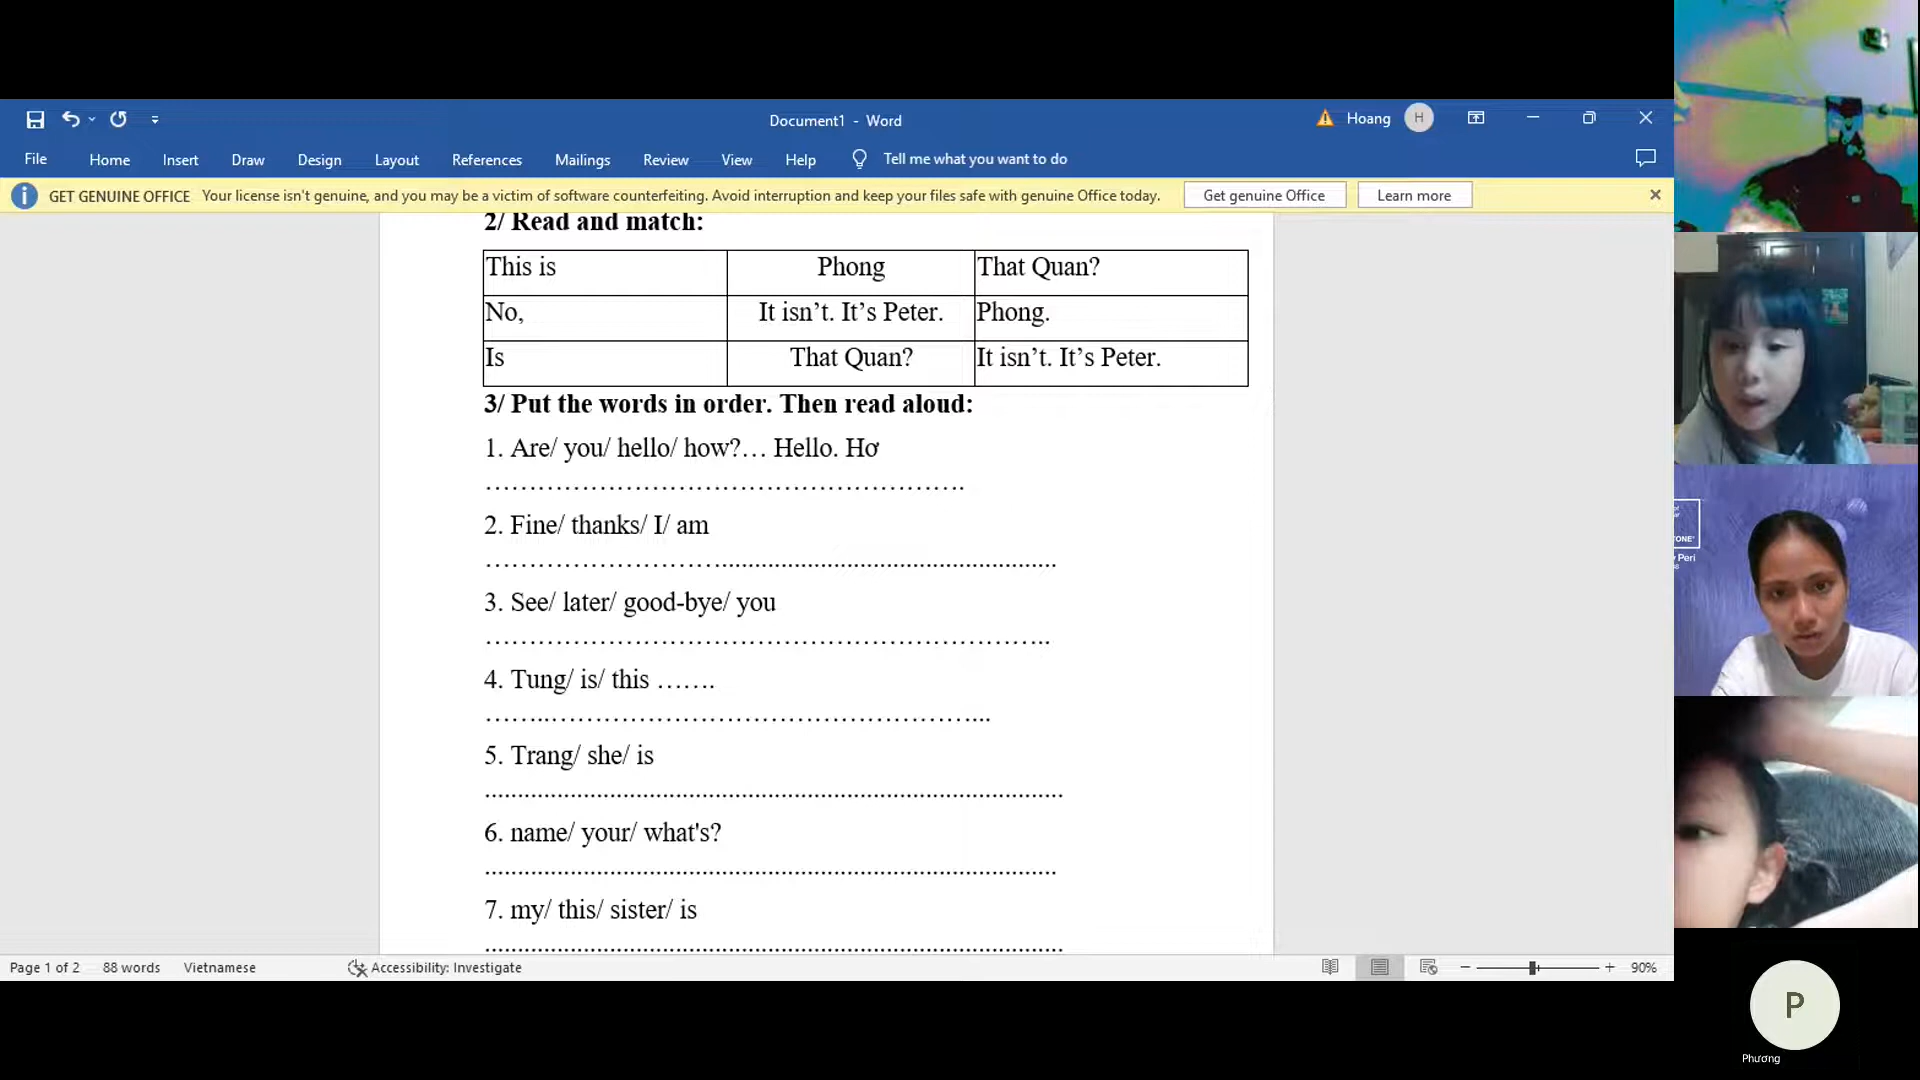 Document1 - Word
Hoang
H
File
Home
Insert
Draw
Design
Layout
References
Mailings
Review
View
Help
Tell me what you want to do
GET GENUINE OFFICE Your license isn't genuine, and you may be a victim of software counterfeiting. Avoid interruption and keep your files safe with genuine Office today.
Get genuine Office
Learn more
2/ Read and match:
This is Phong That Quan?
No, It isn’t. It’s Peter. Phong.
Is That Quan? It isn’t. It’s Peter.
3/ Put the words in order. Then read aloud:
1. Are/ you/ hello/ how?… Hello. Hơ
……………………………………………….
2. Fine/ thanks/ I/ am
………………………..................................................
3. See/ later/ good-bye/ you
………………………………………………………..
4. Tung/ is/ this …….
……..…………………………………………...
5. Trang/ she/ is
......................................................................................
6. name/ your/ what's?
.....................................................................................
7. my/ this/ sister/ is
......................................................................................
Page 1 of 2
88 words
Vietnamese
Accessibility: Investigate
90%
TONE
Peri
P
Phương